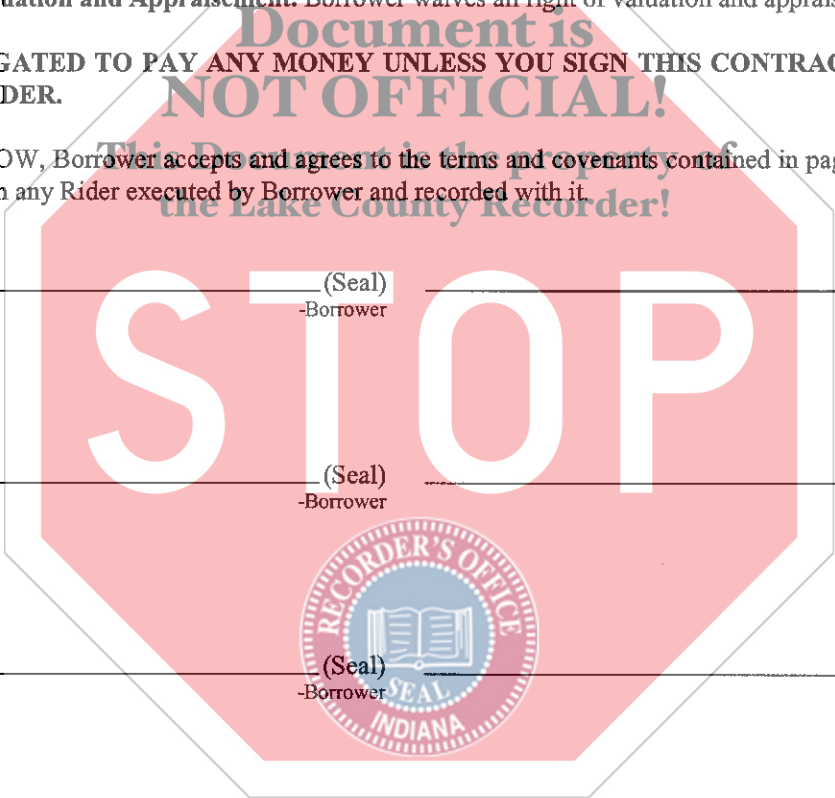 uation and Appraisement. Borrower waives all right of valuation and apprais
Document is
GATED TO PAY ANY MONEY UNLESS YOU SIGN THIS CONTRAC
DER.
NOT OFFICIAL!
OW, Borrower accepts and agrees to the terms and covenants contained in pag
This Document is the property of
n any Rider executed by Borrower and recorded with it.
the Lake County Recorder!
(Seal)
-Borrower
STOP
(Seal)
-Borrower
RECORDER'S OFFICE
(Seal)
-Borrower
SEAL
INDIANA